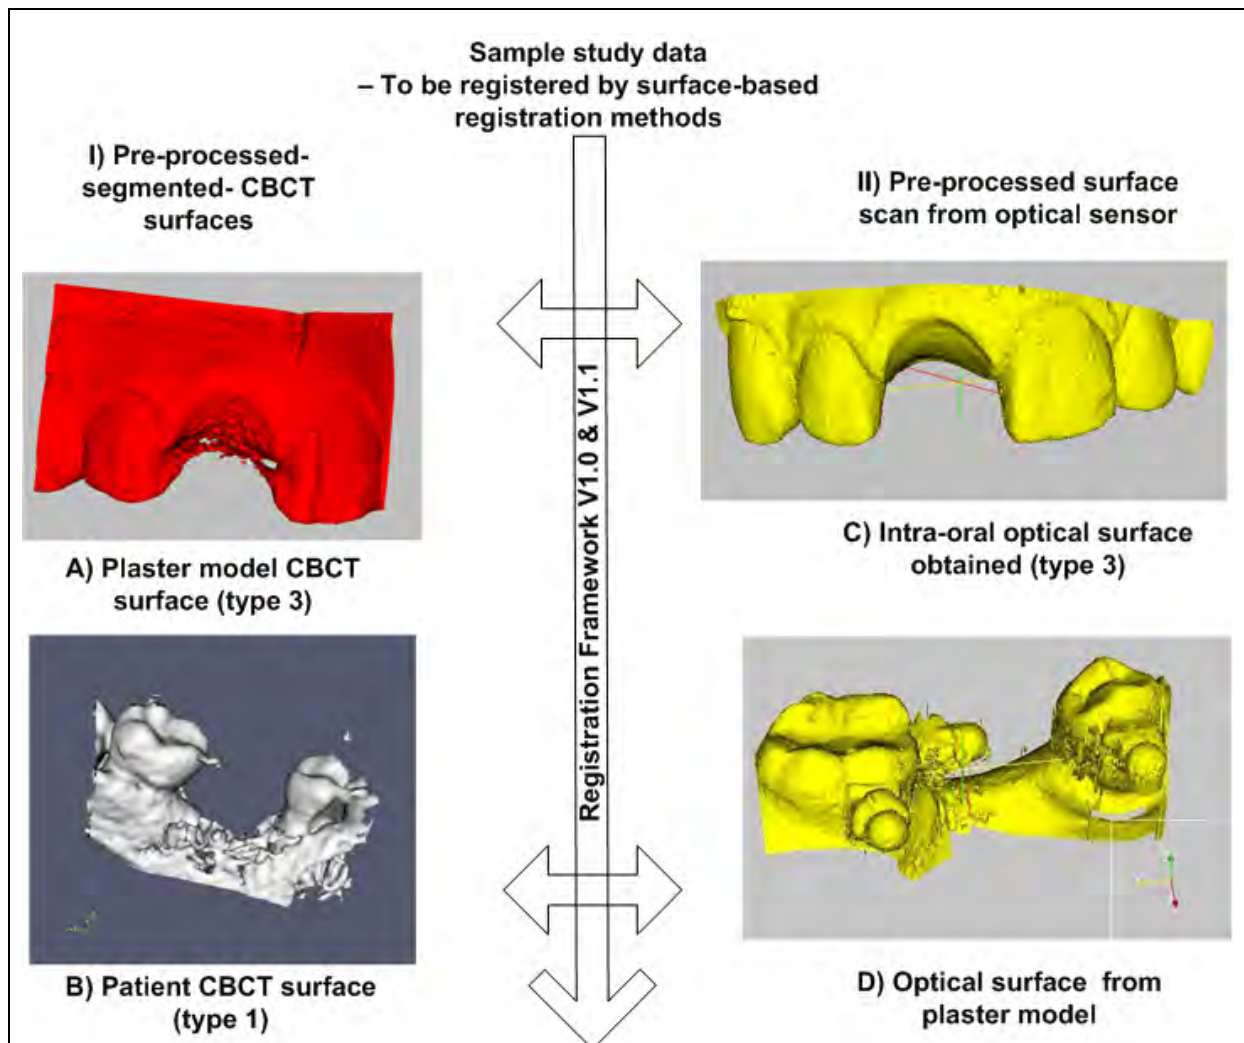 Sample study data
– To be registered by surface-based
registration methods
I) Pre-processed-
segmented- CBCT
surfaces
II) Pre-processed surface
scan from optical sensor
Registration Framework V1.0 & V1.1
A) Plaster model CBCT
surface (type 3)
C) Intra-oral optical surface
obtained (type 3)
B) Patient CBCT surface
(type 1)
D) Optical surface from
plaster model